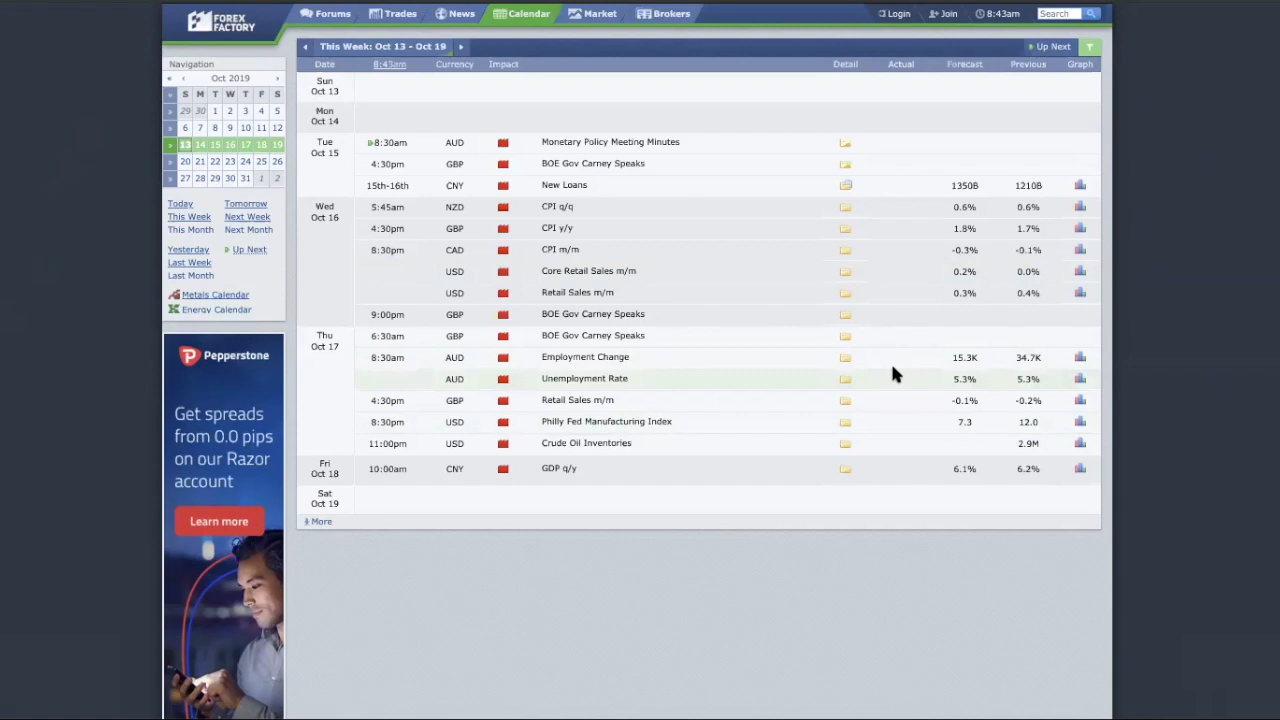 FOREX FACTORY
Forums Trades News Calendar Market Brokers Login Join 8:43am Search
This Week: Oct 13 - Oct 19 Up Next
Date 8:43am Currency Impact Detail Actual Forecast Previous Graph
Sun Oct 13
Mon Oct 14
Tue Oct 15 8:30am AUD Monetary Policy Meeting Minutes
4:30pm GBP BOE Gov Carney Speaks
15th-16th CNY New Loans 1350B 1210B
Wed Oct 16 5:45am NZD CPI q/q 0.6% 0.6%
4:30pm GBP CPI y/y 1.8% 1.7%
8:30pm CAD CPI m/m -0.3% -0.1%
USD Core Retail Sales m/m 0.2% 0.0%
USD Retail Sales m/m 0.3% 0.4%
9:00pm GBP BOE Gov Carney Speaks
Thu Oct 17 6:30am GBP BOE Gov Carney Speaks
8:30am AUD Employment Change 15.3K 34.7K
AUD Unemployment Rate 5.3% 5.3%
4:30pm GBP Retail Sales m/m -0.1% -0.2%
8:30pm USD Philly Fed Manufacturing Index 7.3 12.0
11:00pm USD Crude Oil Inventories 2.9M
Fri Oct 18 10:00am CNY GDP q/y 6.1% 6.2%
Sat Oct 19
More
Navigation
« ‹ Oct 2019 ›
S M T W T F S
29 30 1 2 3 4 5
6 7 8 9 10 11 12
13 14 15 16 17 18 19
20 21 22 23 24 25 26
27 28 29 30 31 1 2
Today Tomorrow
This Week Next Week
This Month Next Month
Yesterday Up Next
Last Week
Last Month
Metals Calendar
Energy Calendar
Pepperstone
Get spreads
from 0.0 pips
on our Razor
account
Learn more